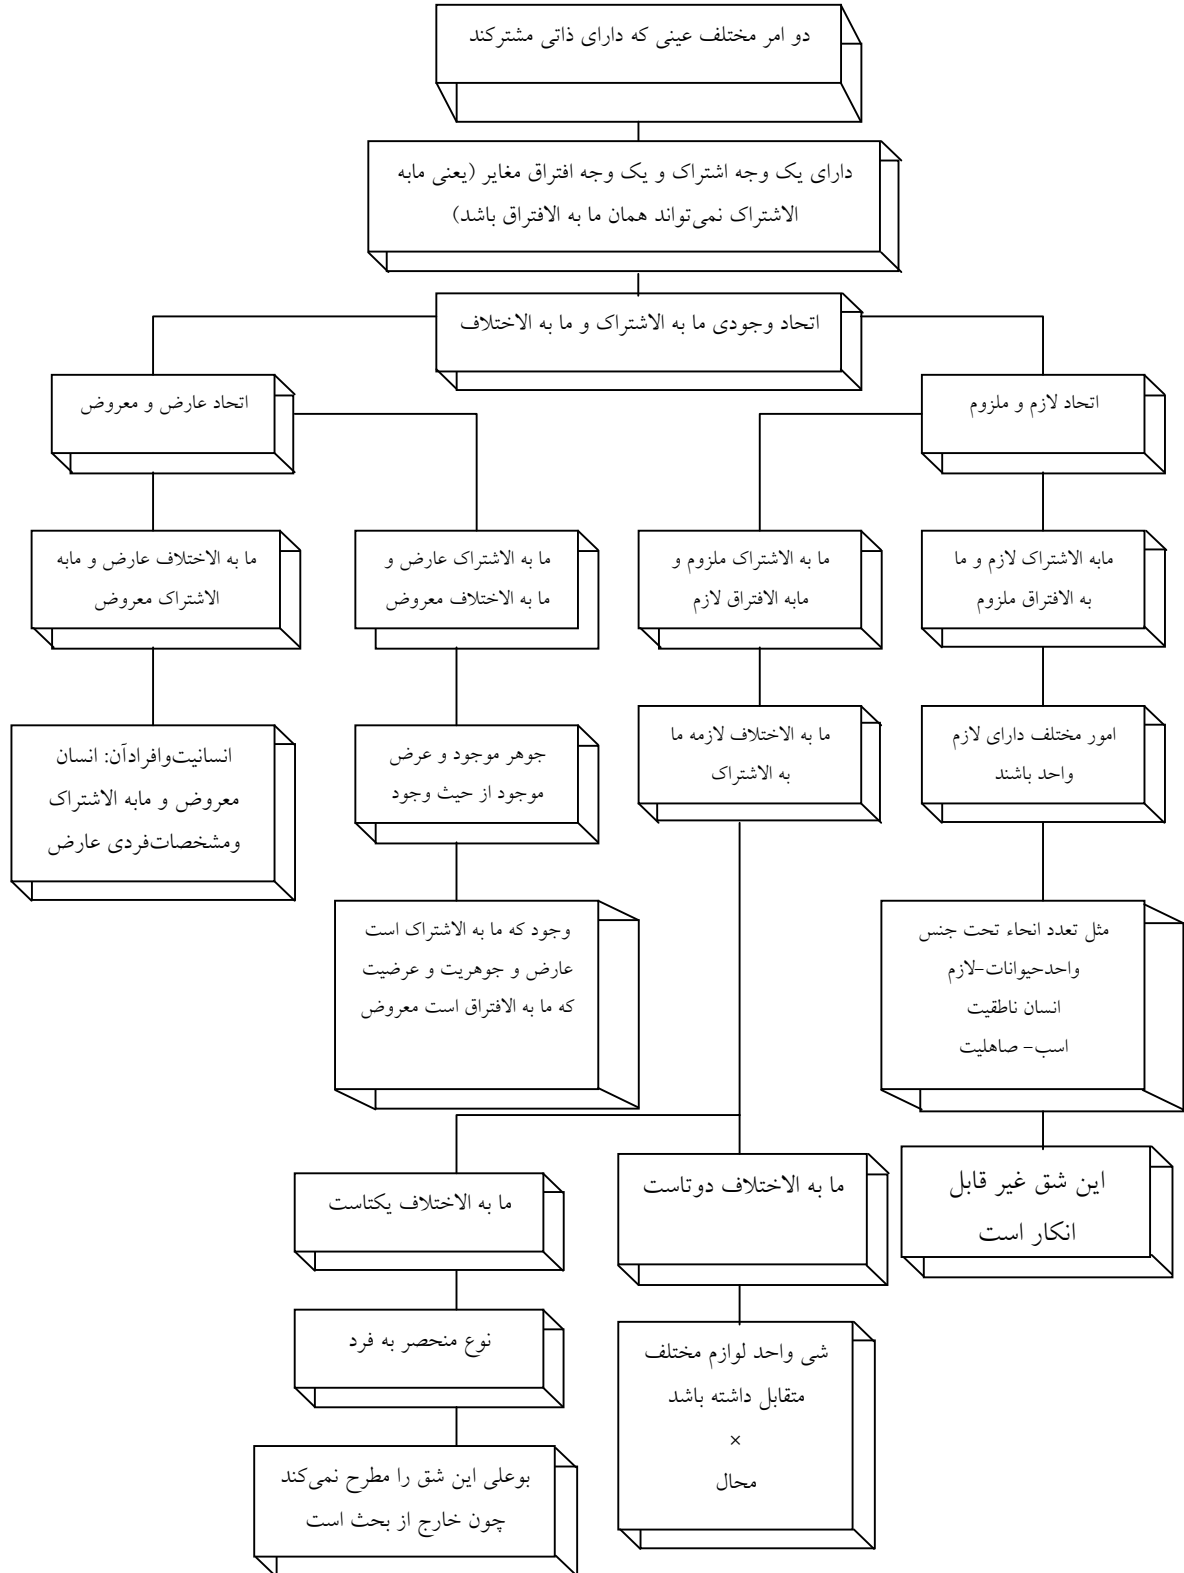 دو امر مختلف عینی که دارای ذاتی مشترکند
دارای یک وجه اشتراک و یک وجه افتراق مغایر (یعنی مابه
الاشتراک نمی‌تواند همان ما به الافتراق باشد)
اتحاد وجودی ما به الاشتراک و ما به الاختلاف
اتحاد لازم و ملزوم
اتحاد عارض و معروض
مابه الاشتراک لازم و ما
به الافتراق ملزوم
ما به الاشتراک ملزوم و
مابه الافتراق لازم
ما به الاشتراک عارض و
ما به الاختلاف معروض
ما به الاختلاف عارض و مابه
الاشتراک معروض
امور مختلف دارای لازم
واحد باشند
ما به الاختلاف لازمه ما
به الاشتراک
جوهر موجود و عرض
موجود از حیث وجود
انسانیت‌وافرادآن: انسان
معروض و مابه الاشتراک
ومشخصات‌فردی عارض
مثل تعدد انحاء تحت جنس
واحدحیوانات-لازم
انسان ناطقیت
اسب- صاهلیت
وجود که ما به الاشتراک است
عارض و جوهریت و عرضیت
که ما به الافتراق است معروض
این شق غیر قابل
انکار است
ما به الاختلاف دوتاست
ما به الاختلاف یکتاست
شی واحد لوازم مختلف
متقابل داشته باشد
×
محال
نوع منحصر به فرد
بوعلی این شق را مطرح نمی‌کند
چون خارج از بحث است